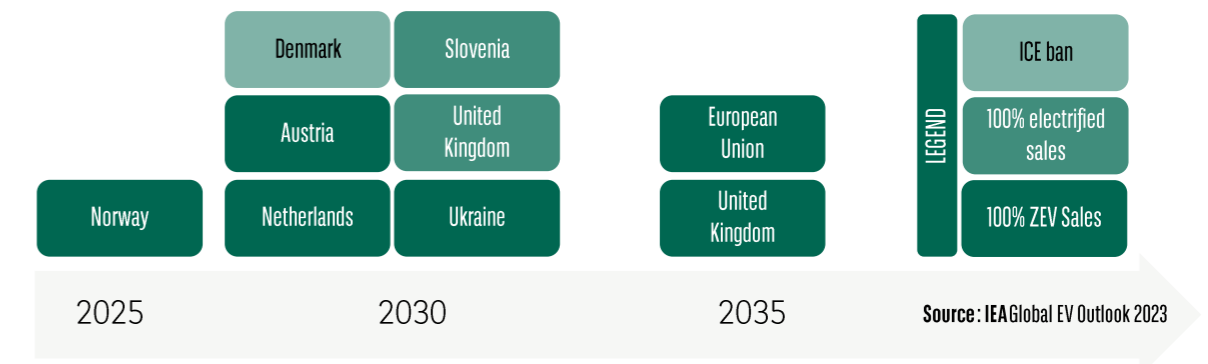 Denmark
Slovenia
ICE ban
Austria
United
Kingdom
European
Union
LEGEND
100% electrified
sales
Norway
Netherlands
Ukraine
United
Kingdom
100% ZEV Sales
2025
2030
2035
Source: IEA Global EV Outlook 2023